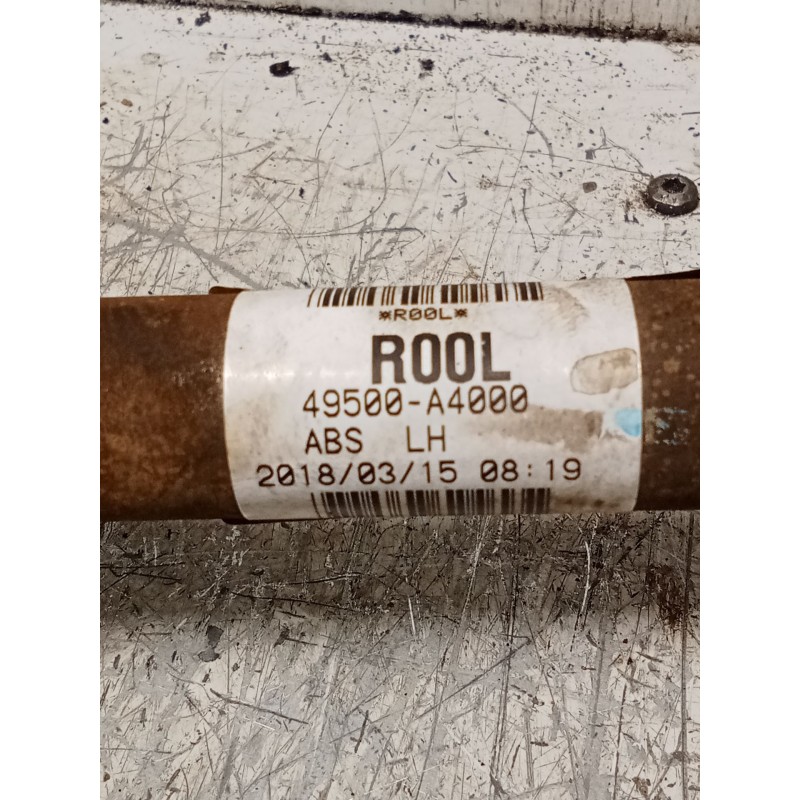 *R00L*
R00L
49500-A4000
ABS LH
2018/03/15 08:19